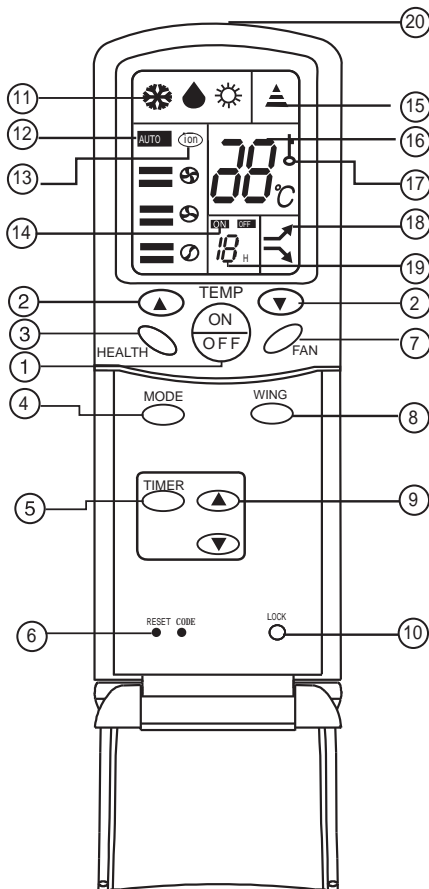 20
11
15
12
AUTO
ion
16
13
88
°C
17
14
ON OFF
18
18 H
19
2
TEMP
2
3
ON
HEALTH
OFF
FAN
7
1
4
MODE
WING
8
5
TIMER
9
6
RESET CODE
LOCK
10